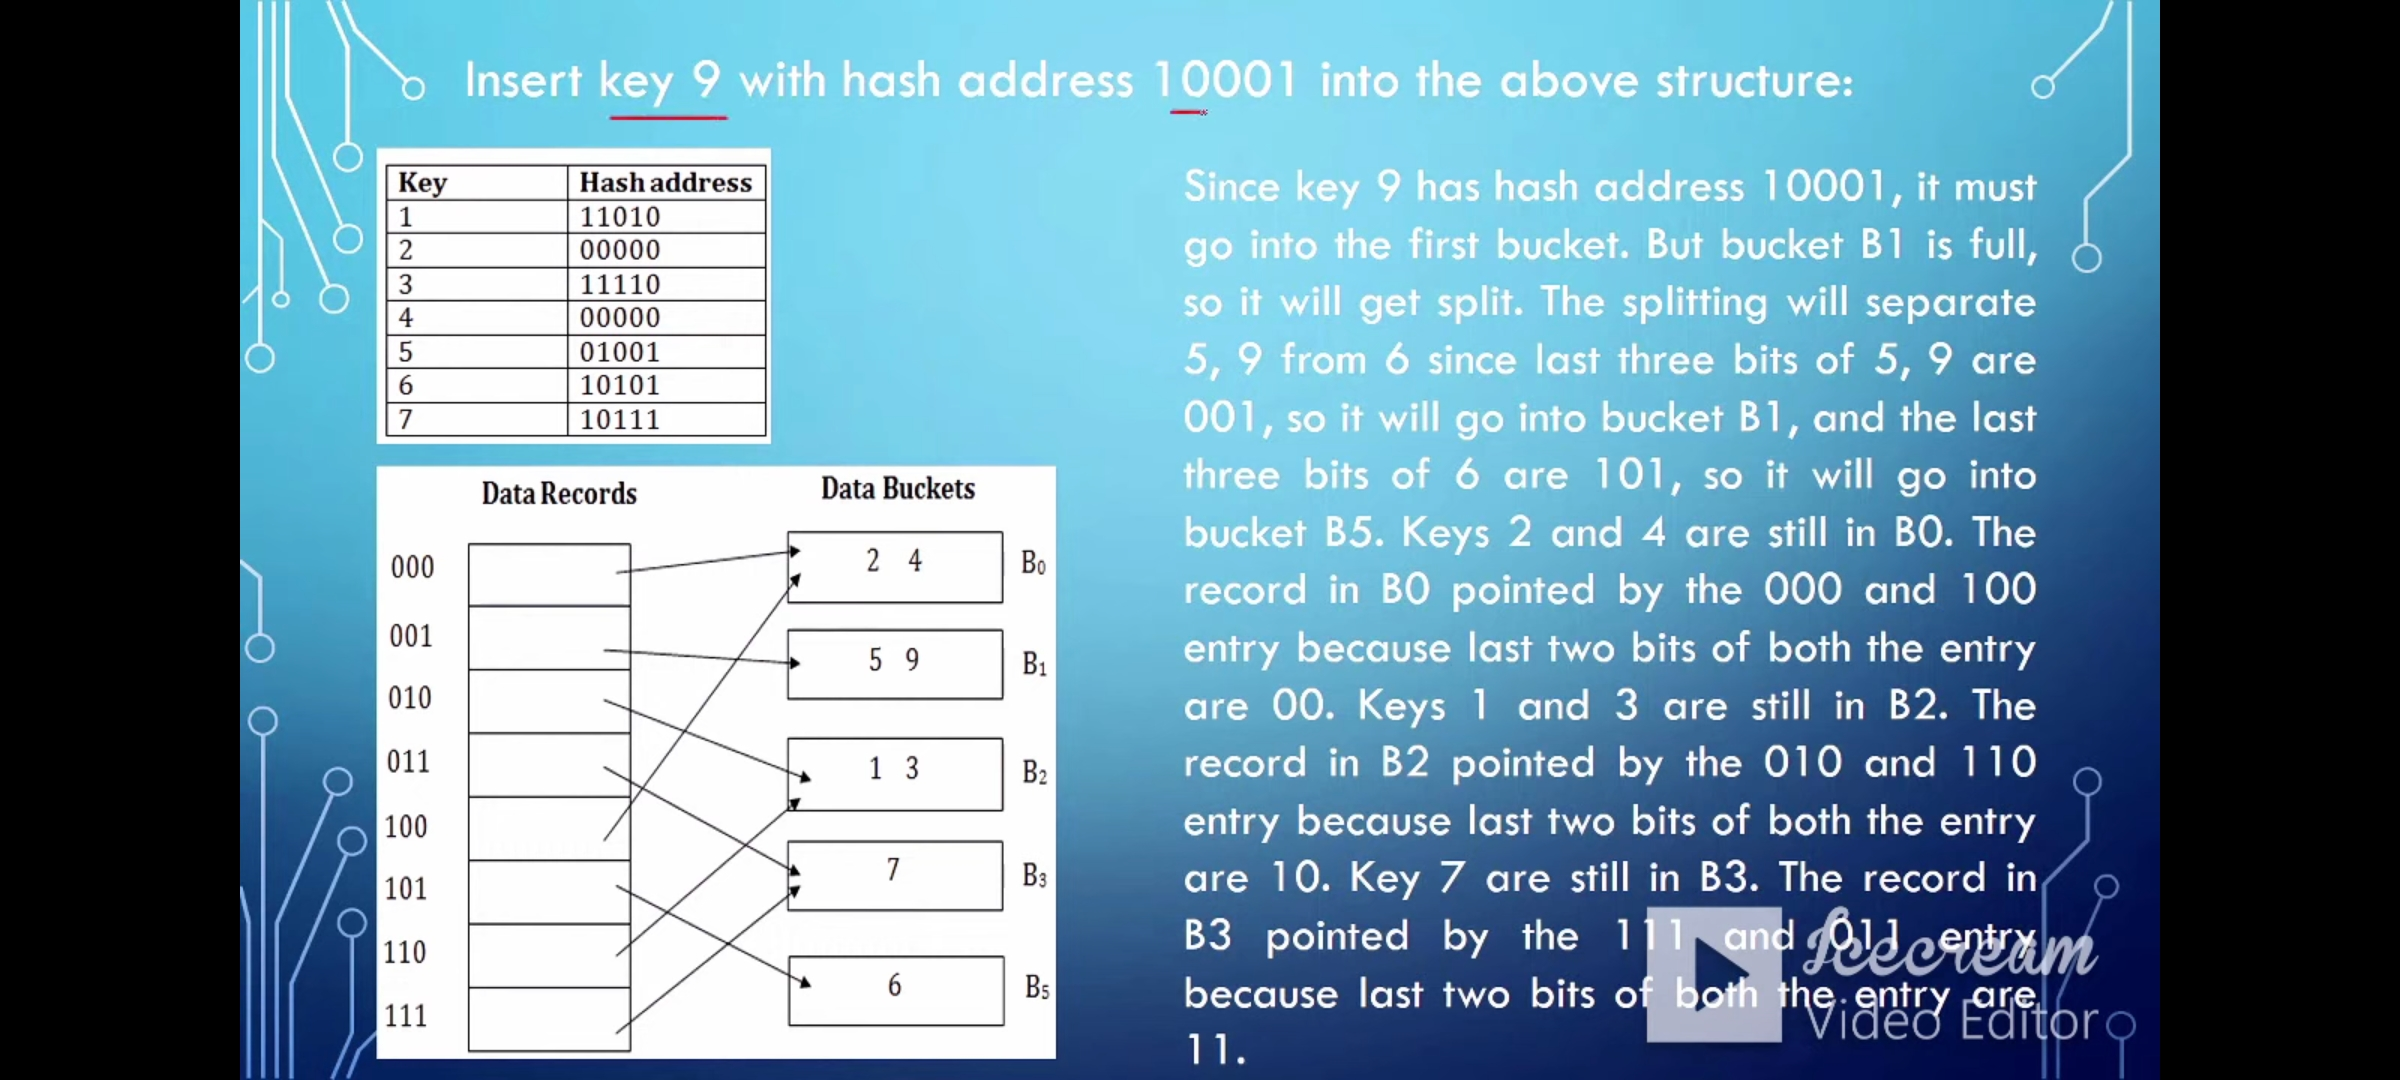 Insert key 9 with hash address 10001 into the above structure:
Key Hash address
1 11010
2 00000
3 11110
4 00000
5 01001
6 10101
7 10111
Data Records Data Buckets
000 2 4 B0
001 5 9 B1
010 1 3 B2
011
100 7 B3
101
110 6 B5
111
Since key 9 has hash address 10001, it must
go into the first bucket. But bucket B1 is full,
so it will get split. The splitting will separate
5, 9 from 6 since last three bits of 5, 9 are
001, so it will go into bucket B1, and the last
three bits of 6 are 101, so it will go into
bucket B5. Keys 2 and 4 are still in B0. The
record in B0 pointed by the 000 and 100
entry because last two bits of both the entry
are 00. Keys 1 and 3 are still in B2. The
record in B2 pointed by the 010 and 110
entry because last two bits of both the entry
are 10. Key 7 are still in B3. The record in
B3 pointed by the 111 and 011 entry
because last two bits of both the entry are
11.
Icecream
Video Editor